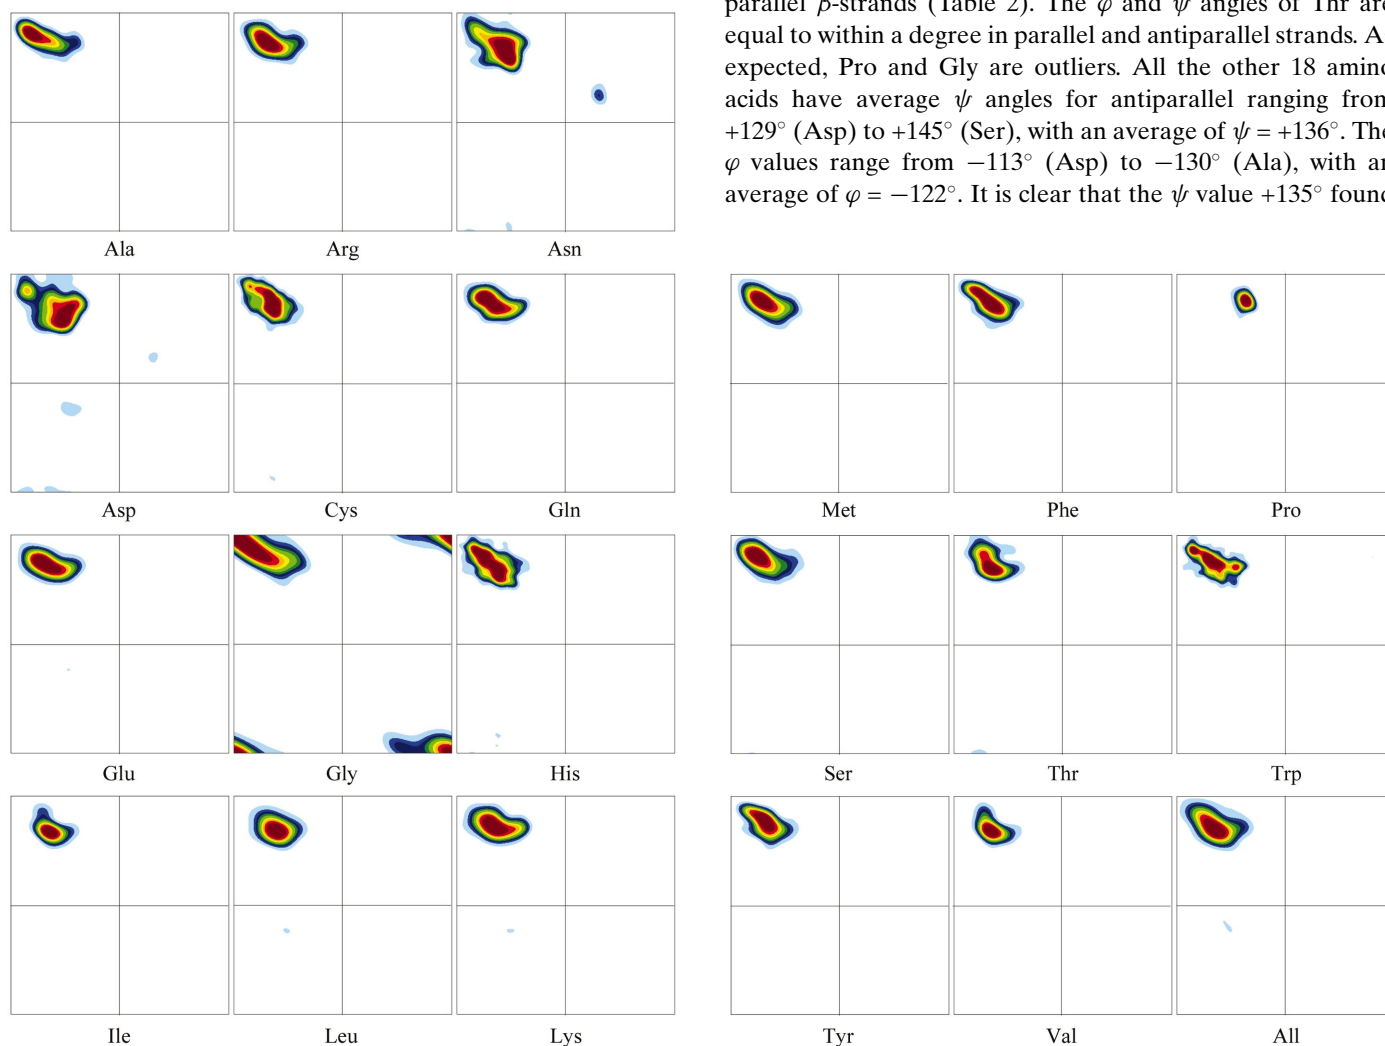 parallel β-strands (Table 2). The φ and ψ angles of Thr are
equal to within a degree in parallel and antiparallel strands. A
expected, Pro and Gly are outliers. All the other 18 amino
acids have average ψ angles for antiparallel ranging from
+129° (Asp) to +145° (Ser), with an average of ψ = +136°. The
φ values range from −113° (Asp) to −130° (Ala), with an
average of φ = −122°. It is clear that the ψ value +135° found
Ala Arg Asn
Asp Cys Gln
Met Phe Pro
Glu Gly His
Ser Thr Trp
Ile Leu Lys
Tyr Val All